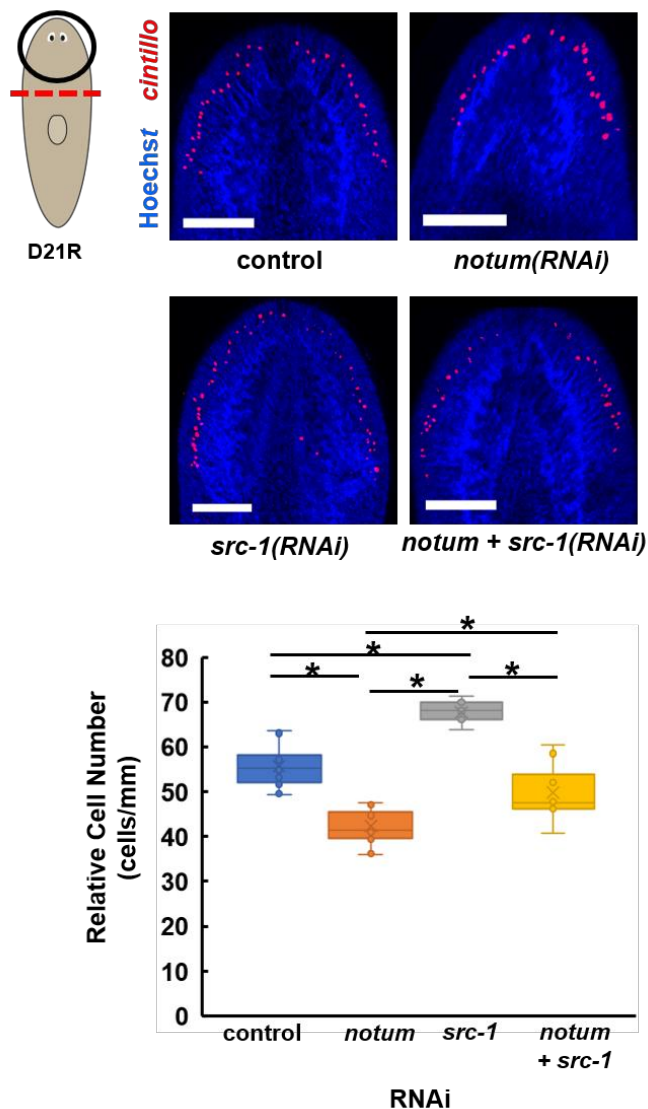 cintillo
Hoechst
D21R
control
notum(RNAi)
src-1(RNAi)
notum + src-1(RNAi)
*
*
*
*
*
80
70
60
50
40
30
20
10
0
Relative Cell Number
(cells/mm)
control
notum
src-1
notum
+ src-1
RNAi